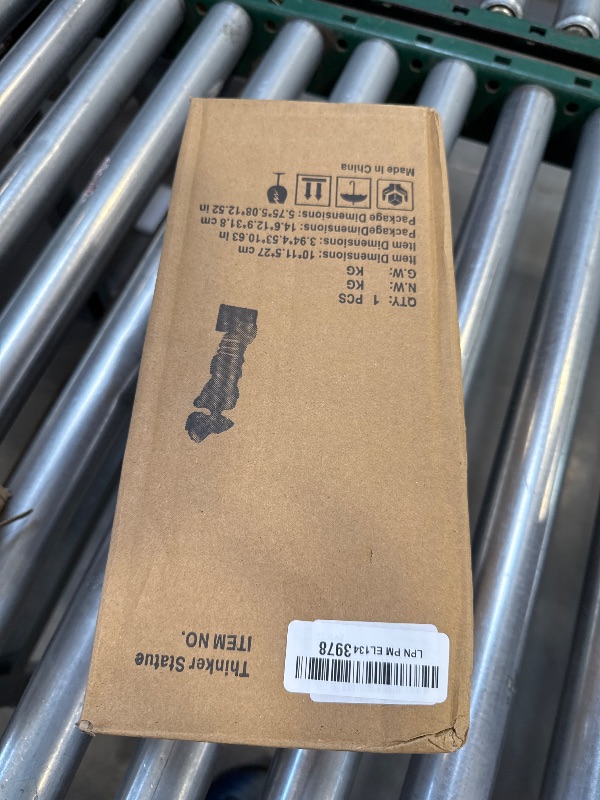 Thinker Statue
ITEM NO.
LPN PM EL134 3978
QTY: 1 PCS
N.W: KG
G.W: KG
Item Dimensions: 10*11.5*27 cm
Item Dimensions: 3.94*4.53*10.63 in
PackageDimensions: 14.6*12.9*31.8 cm
Package Dimensions: 5.75*5.08*12.52 in
Made In China